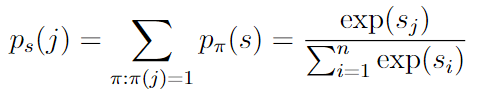 p_s(j) = \sum_{\pi:\pi(j)=1} p_\pi(s) = \frac{\exp(s_j)}{\sum_{i=1}^{n} \exp(s_i)}